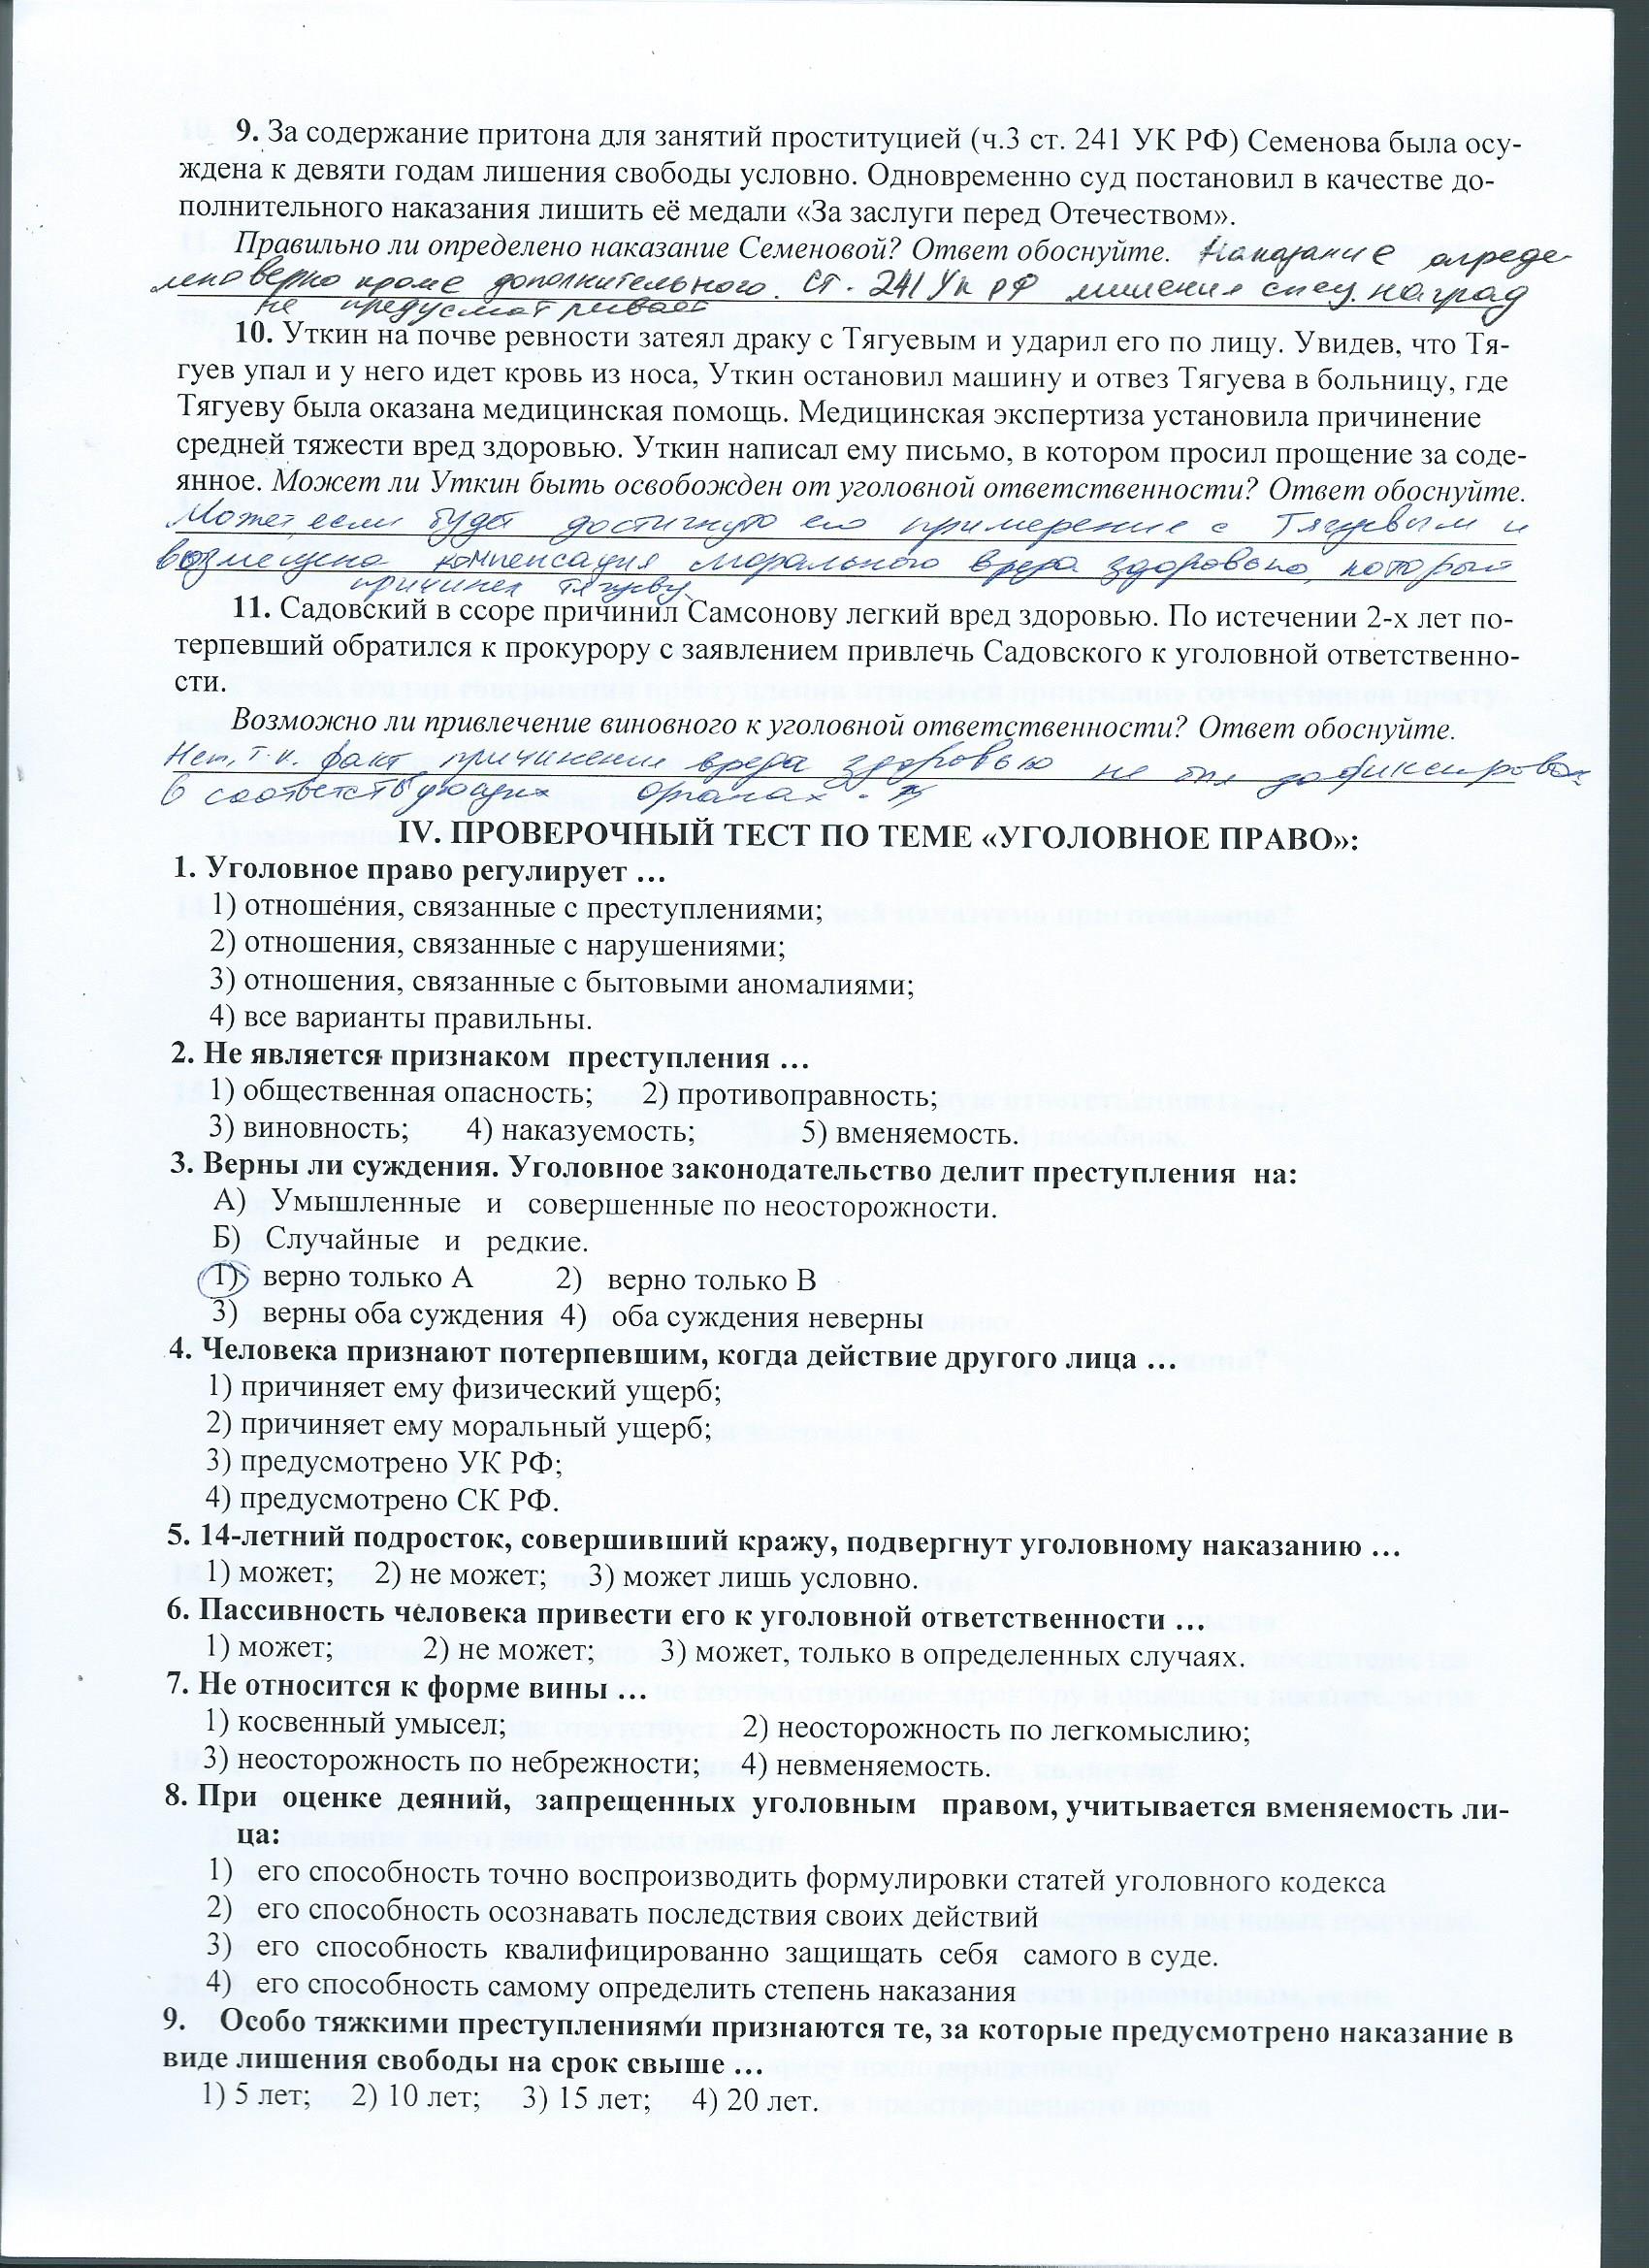 9. За содержание притона для занятий проституцией (ч.3 ст. 241 УК РФ) Семенова была осу-
ждена к девяти годам лишения свободы условно. Одновременно суд постановил в качестве до-
полнительного наказания лишить её медали «За заслуги перед Отечеством».
Правильно ли определено наказание Семеновой? Ответ обоснуйте. Наказание опреде-
лено верно кроме дополнительного. Ст. 241 УК РФ лишения спец. наград
не предусматривает
10. Уткин на почве ревности затеял драку с Тягуевым и ударил его по лицу. Увидев, что Тя-
гуев упал и у него идет кровь из носа, Уткин остановил машину и отвез Тягуева в больницу, где
Тягуеву была оказана медицинская помощь. Медицинская экспертиза установила причинение
средней тяжести вред здоровью. Уткин написал ему письмо, в котором просил прощение за соде-
янное. Может ли Уткин быть освобожден от уголовной ответственности? Ответ обоснуйте.
Может, если будет достигнуто его примерение с Тягуевым и
возмещена компенсация морального вреда здоровью, который
причинен Тягуеву
11. Садовский в ссоре причинил Самсонову легкий вред здоровью. По истечении 2-х лет по-
терпевший обратился к прокурору с заявлением привлечь Садовского к уголовной ответственно-
сти.
Возможно ли привлечение виновного к уголовной ответственности? Ответ обоснуйте.
Нет, т.к. факт причинения вреда здоровью не был зафиксирован
в соответствующих органах.
IV. ПРОВЕРОЧНЫЙ ТЕСТ ПО ТЕМЕ «УГОЛОВНОЕ ПРАВО»:
1. Уголовное право регулирует …
1) отношения, связанные с преступлениями;
2) отношения, связанные с нарушениями;
3) отношения, связанные с бытовыми аномалиями;
4) все варианты правильны.
2. Не является признаком преступления …
1) общественная опасность; 2) противоправность;
3) виновность; 4) наказуемость; 5) вменяемость.
3. Верны ли суждения. Уголовное законодательство делит преступления на:
А) Умышленные и совершенные по неосторожности.
Б) Случайные и редкие.
1) верно только А 2) верно только В
3) верны оба суждения 4) оба суждения неверны
4. Человека признают потерпевшим, когда действие другого лица …
1) причиняет ему физический ущерб;
2) причиняет ему моральный ущерб;
3) предусмотрено УК РФ;
4) предусмотрено СК РФ.
5. 14-летний подросток, совершивший кражу, подвергнут уголовному наказанию …
1) может; 2) не может; 3) может лишь условно.
6. Пассивность человека привести его к уголовной ответственности …
1) может; 2) не может; 3) может, только в определенных случаях.
7. Не относится к форме вины …
1) косвенный умысел; 2) неосторожность по легкомыслию;
3) неосторожность по небрежности; 4) невменяемость.
8. При оценке деяний, запрещенных уголовным правом, учитывается вменяемость ли-
ца:
1) его способность точно воспроизводить формулировки статей уголовного кодекса
2) его способность осознавать последствия своих действий
3) его способность квалифицированно защищать себя самого в суде.
4) его способность самому определить степень наказания
9. Особо тяжкими преступлениями признаются те, за которые предусмотрено наказание в
виде лишения свободы на срок свыше …
1) 5 лет; 2) 10 лет; 3) 15 лет; 4) 20 лет.